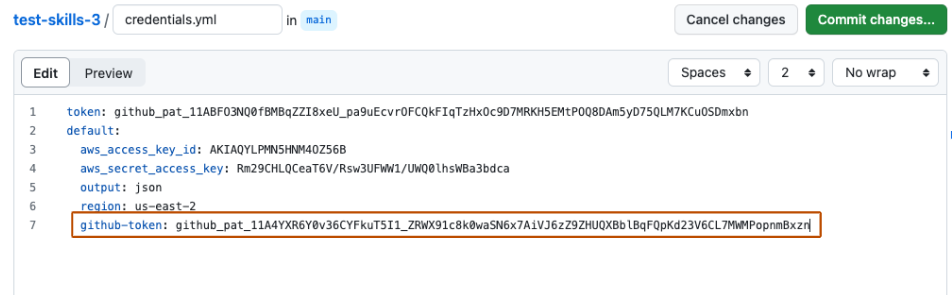 test-skills-3 / credentials.yml in main
Cancel changes
Commit changes...
Edit
Preview
Spaces
2
No wrap
1 token: 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
2 default:
3 aws_access_key_id: AKIAQYLPMN5HNM4OZ56B
4 aws_secret_access_key: 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
5 output: json
6 region: us-east-2
7 github-token: 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